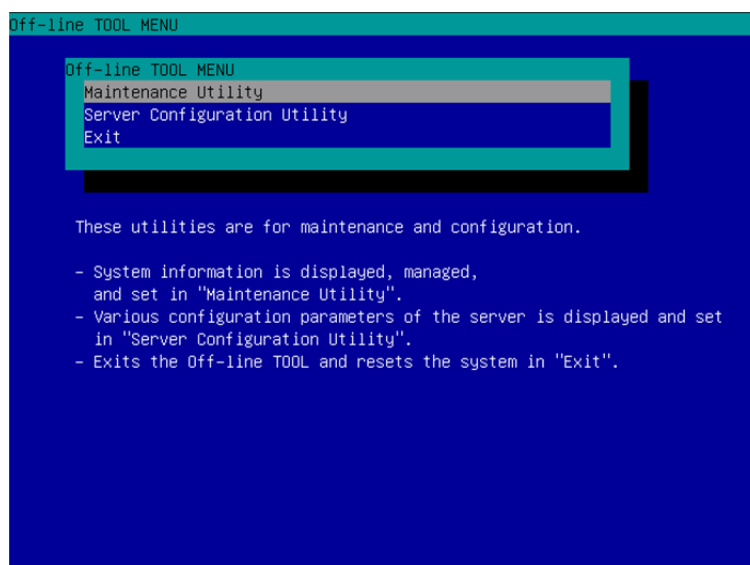 Off-line TOOL MENU
Off-line TOOL MENU
Maintenance Utility
Server Configuration Utility
Exit
These utilities are for maintenance and configuration.
- System information is displayed, managed,
and set in "Maintenance Utility".
- Various configuration parameters of the server is displayed and set
in "Server Configuration Utility".
- Exits the Off-line TOOL and resets the system in "Exit".